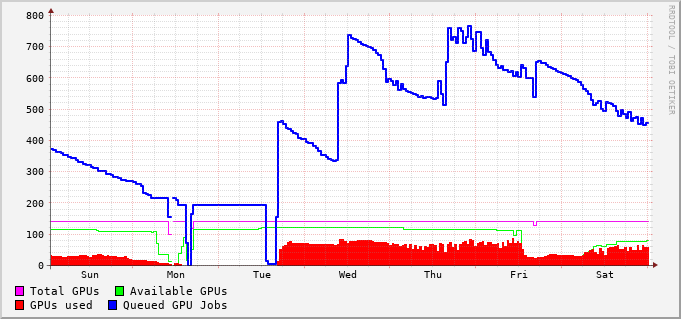 800
700
600
500
400
300
200
100
0
Sun Mon Tue Wed Thu Fri Sat
Total GPUs Available GPUs
GPUs used Queued GPU Jobs
RRDTOOL / TOBI OETIKER